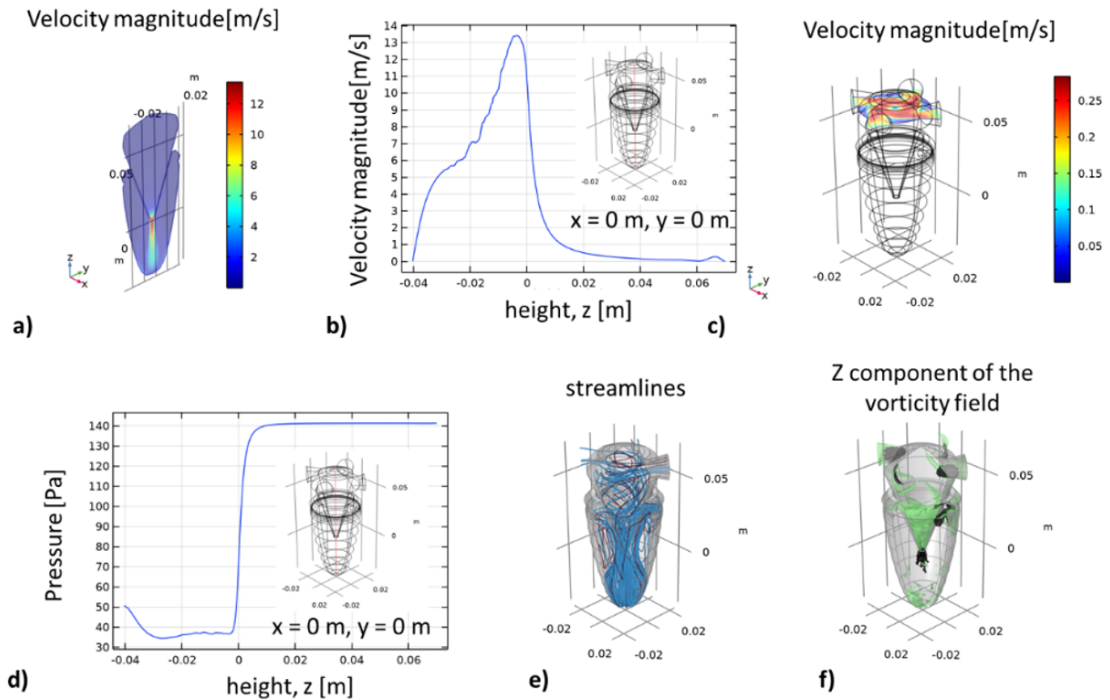 Velocity magnitude[m/s]
m
0.02
-0.02
0.05
0
m
12
10
8
6
4
2
z
y
x
a)
Velocity magnitude[m/s]
14
13
12
11
10
9
8
7
6
5
4
3
2
1
0
-0.04
-0.02
0
0.02
0.04
0.06
0.05
0
m
-0.02
0.02
0.02
-0.02
x = 0 m, y = 0 m
height, z [m]
b)
Velocity magnitude[m/s]
0.25
0.20
0.15
0.10
0.05
0.05
m
0
-0.02
0.02
0.02
-0.02
z
y
x
c)
Pressure [Pa]
140
130
120
110
100
90
80
70
60
50
40
30
-0.04
-0.02
0
0.02
0.04
0.06
0.05
m
0
-0.02
0.02
0.02
-0.02
x = 0 m, y = 0 m
height, z [m]
d)
streamlines
0.05
m
0
-0.02
0.02
0.02
-0.02
e)
Z component of the
vorticity field
0.05
m
0
-0.02
0.02
0.02
-0.02
f)